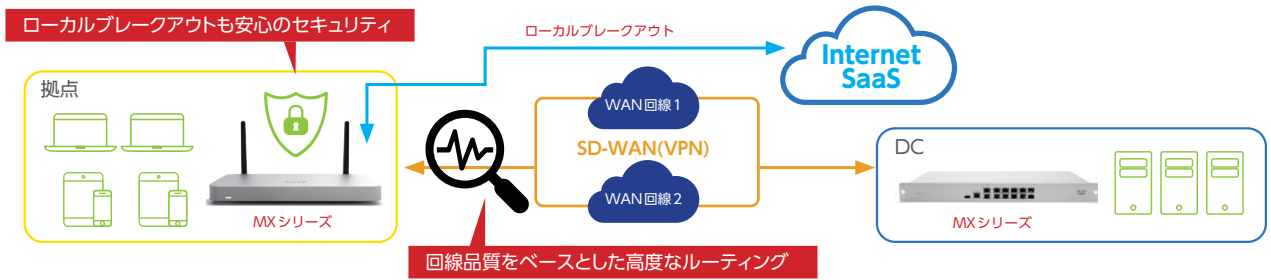 ローカルブレークアウトも安心のセキュリティ
ローカルブレークアウト
Internet
SaaS
拠点
WAN回線1
SD-WAN(VPN)
WAN回線2
DC
MXシリーズ
MXシリーズ
回線品質をベースとした高度なルーティング